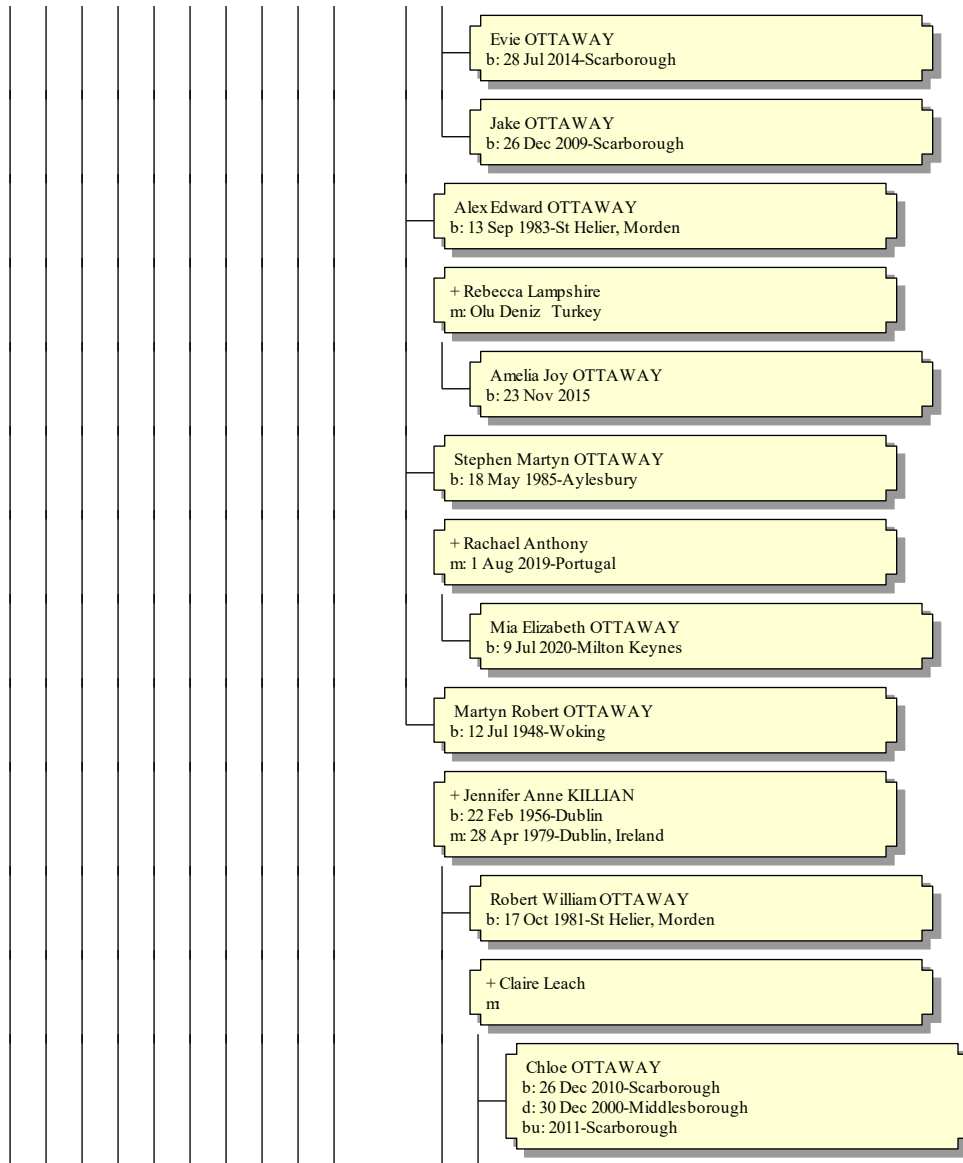 Evie OTTAWAY
b: 28 Jul 2014-Scarborough
Jake OTTAWAY
b: 26 Dec 2009-Scarborough
Alex Edward OTTAWAY
b: 13 Sep 1983-St Helier, Morden
+ Rebecca Lampshire
m: Olu Deniz Turkey
Amelia Joy OTTAWAY
b: 23 Nov 2015
Stephen Martyn OTTAWAY
b: 18 May 1985-Aylesbury
+ Rachael Anthony
m: 1 Aug 2019-Portugal
Mia Elizabeth OTTAWAY
b: 9 Jul 2020-Milton Keynes
Martyn Robert OTTAWAY
b: 12 Jul 1948-Woking
+ Jennifer Anne KILLIAN
b: 22 Feb 1956-Dublin
m: 28 Apr 1979-Dublin, Ireland
Robert William OTTAWAY
b: 17 Oct 1981-St Helier, Morden
+ Claire Leach
m:
Chloe OTTAWAY
b: 26 Dec 2010-Scarborough
d: 30 Dec 2000-Middlesborough
bu: 2011-Scarborough